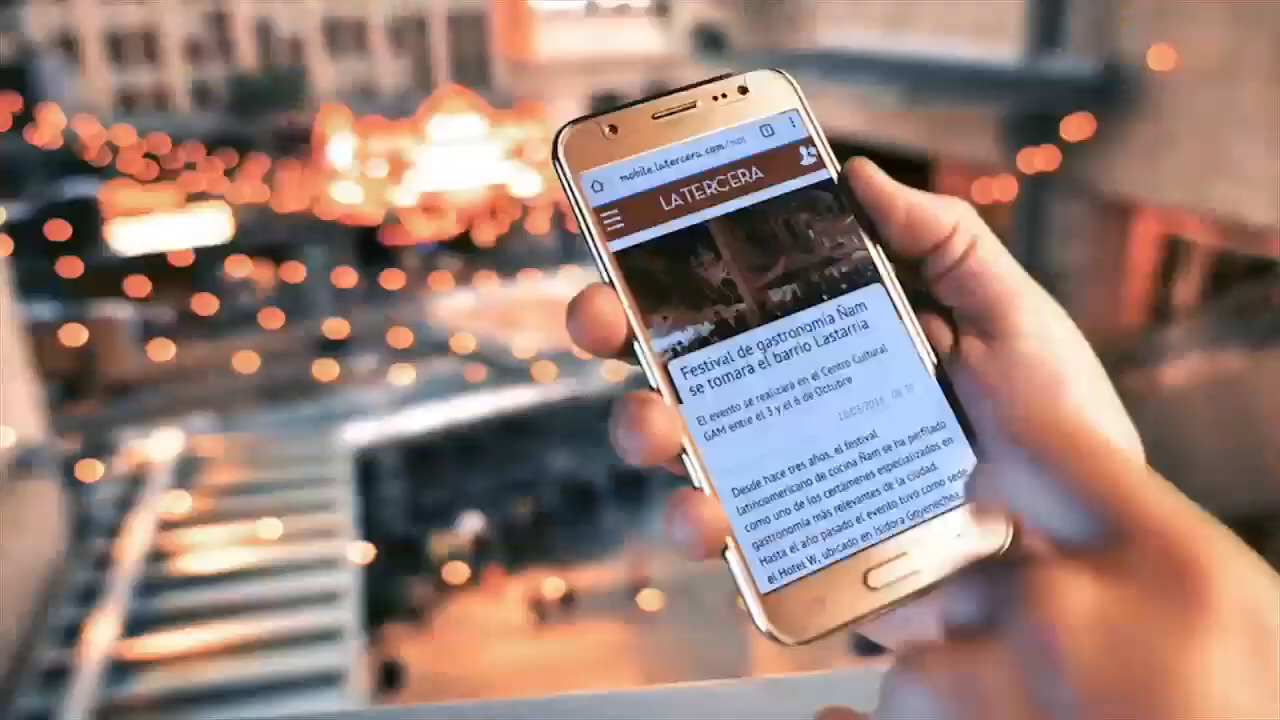 mobile.latercera.com/not
LATERCERA
Festival de gastronomía Ñam
se tomará el barrio Lastarria
El evento se realizará en el Centro Cultural
GAM entre el 3 y el 6 de Octubre
Desde hace tres años, el festival
latinoamericano de cocina Ñam se ha perfilado
como uno de los certámenes especializados en
gastronomía más relevantes de la ciudad.
Hasta el año pasado el evento tuvo como sede
el Hotel W, ubicado en Isidora Goyenechea,